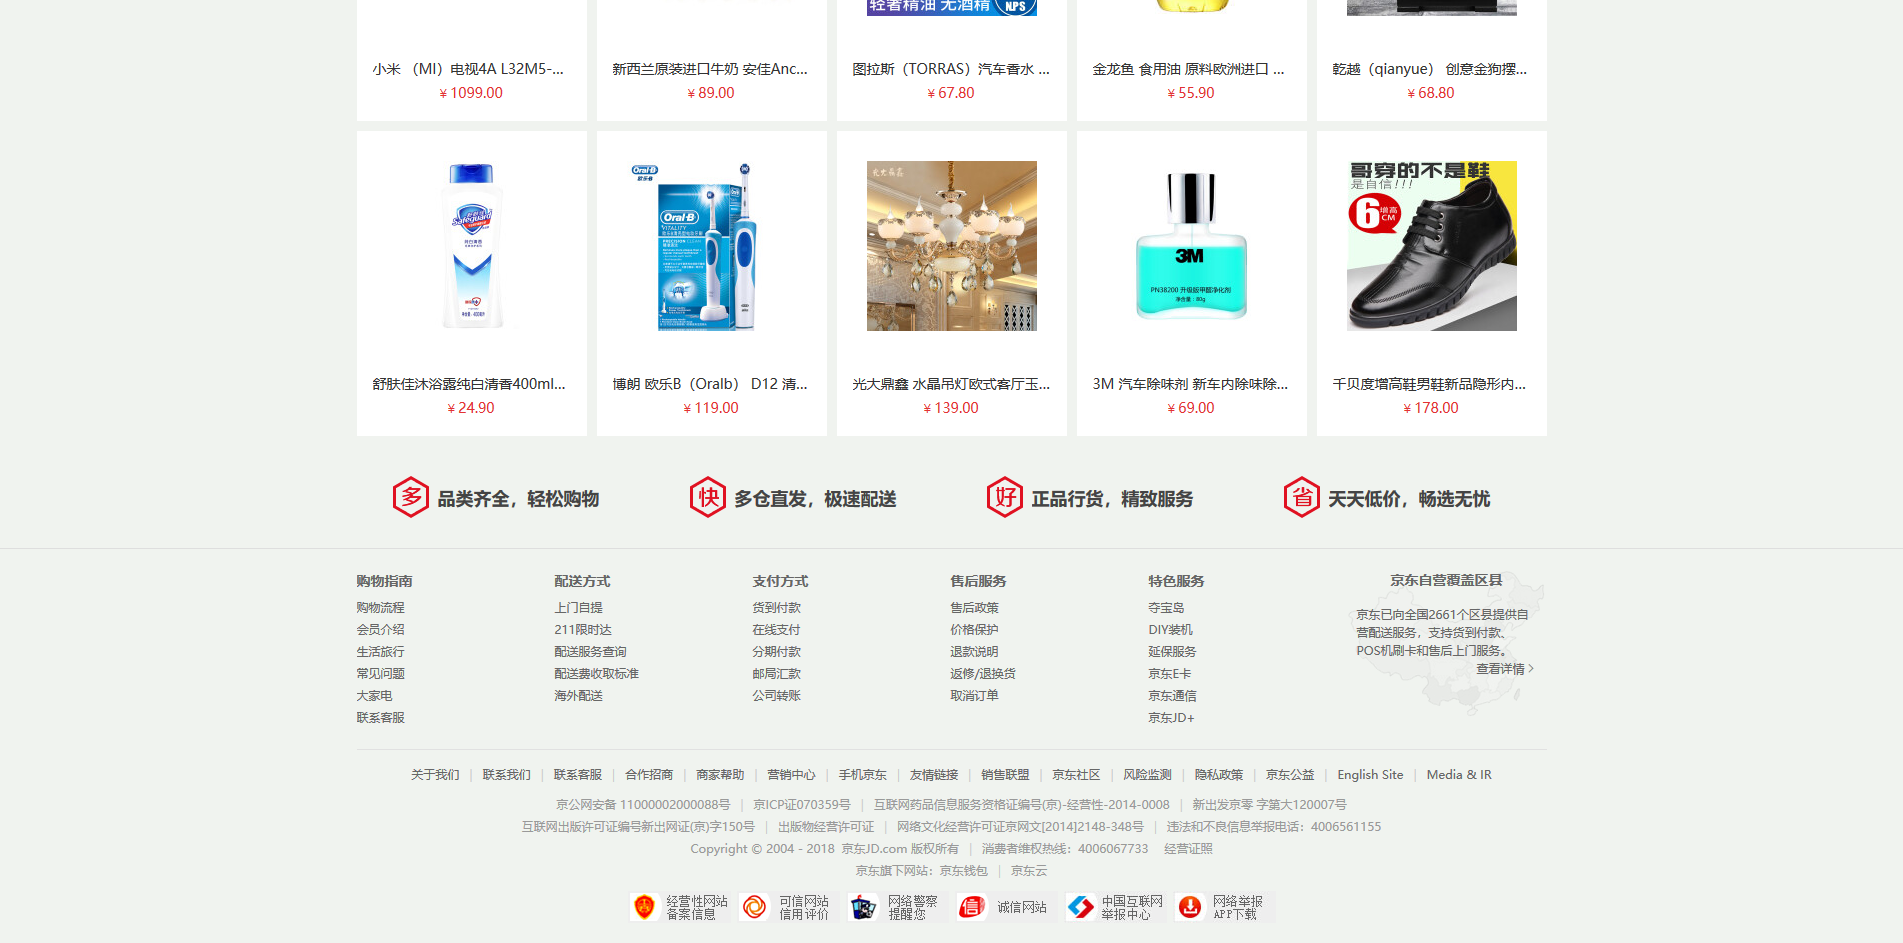 轻奢精油 无酒精 NPS
小米 （MI）电视4A L32M5-...
新西兰原装进口牛奶 安佳Anc...
图拉斯（TORRAS）汽车香水 ...
金龙鱼 食用油 原料欧洲进口 ...
乾越（qianyue） 创意金狗摆...
￥1099.00
￥89.00
￥67.80
￥55.90
￥68.80
Safeguard
Oral-B
欧乐B
Oral-B
VITALITY
PRECISION CLEAN
3M
PN38200 升级版甲醛净化剂
净含量：80g
哥穿的不是鞋
是自信!!!
6 增高 CM
舒肤佳沐浴露纯白清香400ml...
博朗 欧乐B（Oralb） D12 清...
光大鼎鑫 水晶吊灯欧式客厅玉...
3M 汽车除味剂 新车内除味除...
千贝度增高鞋男鞋新品隐形内...
￥24.90
￥119.00
￥139.00
￥69.00
￥178.00
多 品类齐全，轻松购物
快 多仓直发，极速配送
好 正品行货，精致服务
省 天天低价，畅选无忧
购物指南
购物流程
会员介绍
生活旅行
常见问题
大家电
联系客服
配送方式
上门自提
211限时达
配送服务查询
配送费收取标准
海外配送
支付方式
货到付款
在线支付
分期付款
邮局汇款
公司转账
售后服务
售后政策
价格保护
退款说明
返修/退换货
取消订单
特色服务
夺宝岛
DIY装机
延保服务
京东E卡
京东通信
京东JD+
京东自营覆盖区县
京东已向全国2661个区县提供自
营配送服务，支持货到付款、
POS机刷卡和售后上门服务。
查看详情 >
关于我们 | 联系我们 | 联系客服 | 合作招商 | 商家帮助 | 营销中心 | 手机京东 | 友情链接 | 销售联盟 | 京东社区 | 风险监测 | 隐私政策 | 京东公益 | English Site | Media & IR
京公网安备 11000002000088号 | 京ICP证070359号 | 互联网药品信息服务资格证编号(京)-经营性-2014-0008 | 新出发京零 字第大120007号
互联网出版许可证编号新出网证(京)字150号 | 出版物经营许可证 | 网络文化经营许可证京网文[2014]2148-348号 | 违法和不良信息举报电话：4006561155
Copyright © 2004 - 2018 京东JD.com 版权所有 | 消费者维权热线：4006067733 经营证照
京东旗下网站：京东钱包 | 京东云
经营性网站
备案信息
可信网站
信用评价
网络警察
提醒您
诚信网站
中国互联网
举报中心
网络举报
APP下载